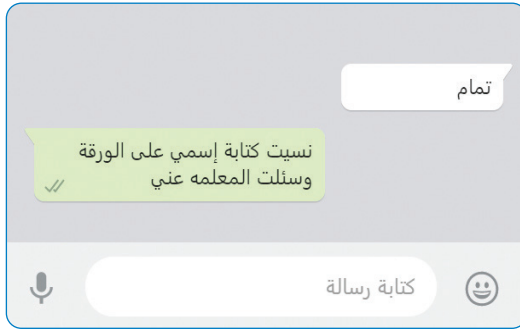 تمام
نسيت كتابة إسمي على الورقة
وسئلت المعلمه عني
كتابة رسالة